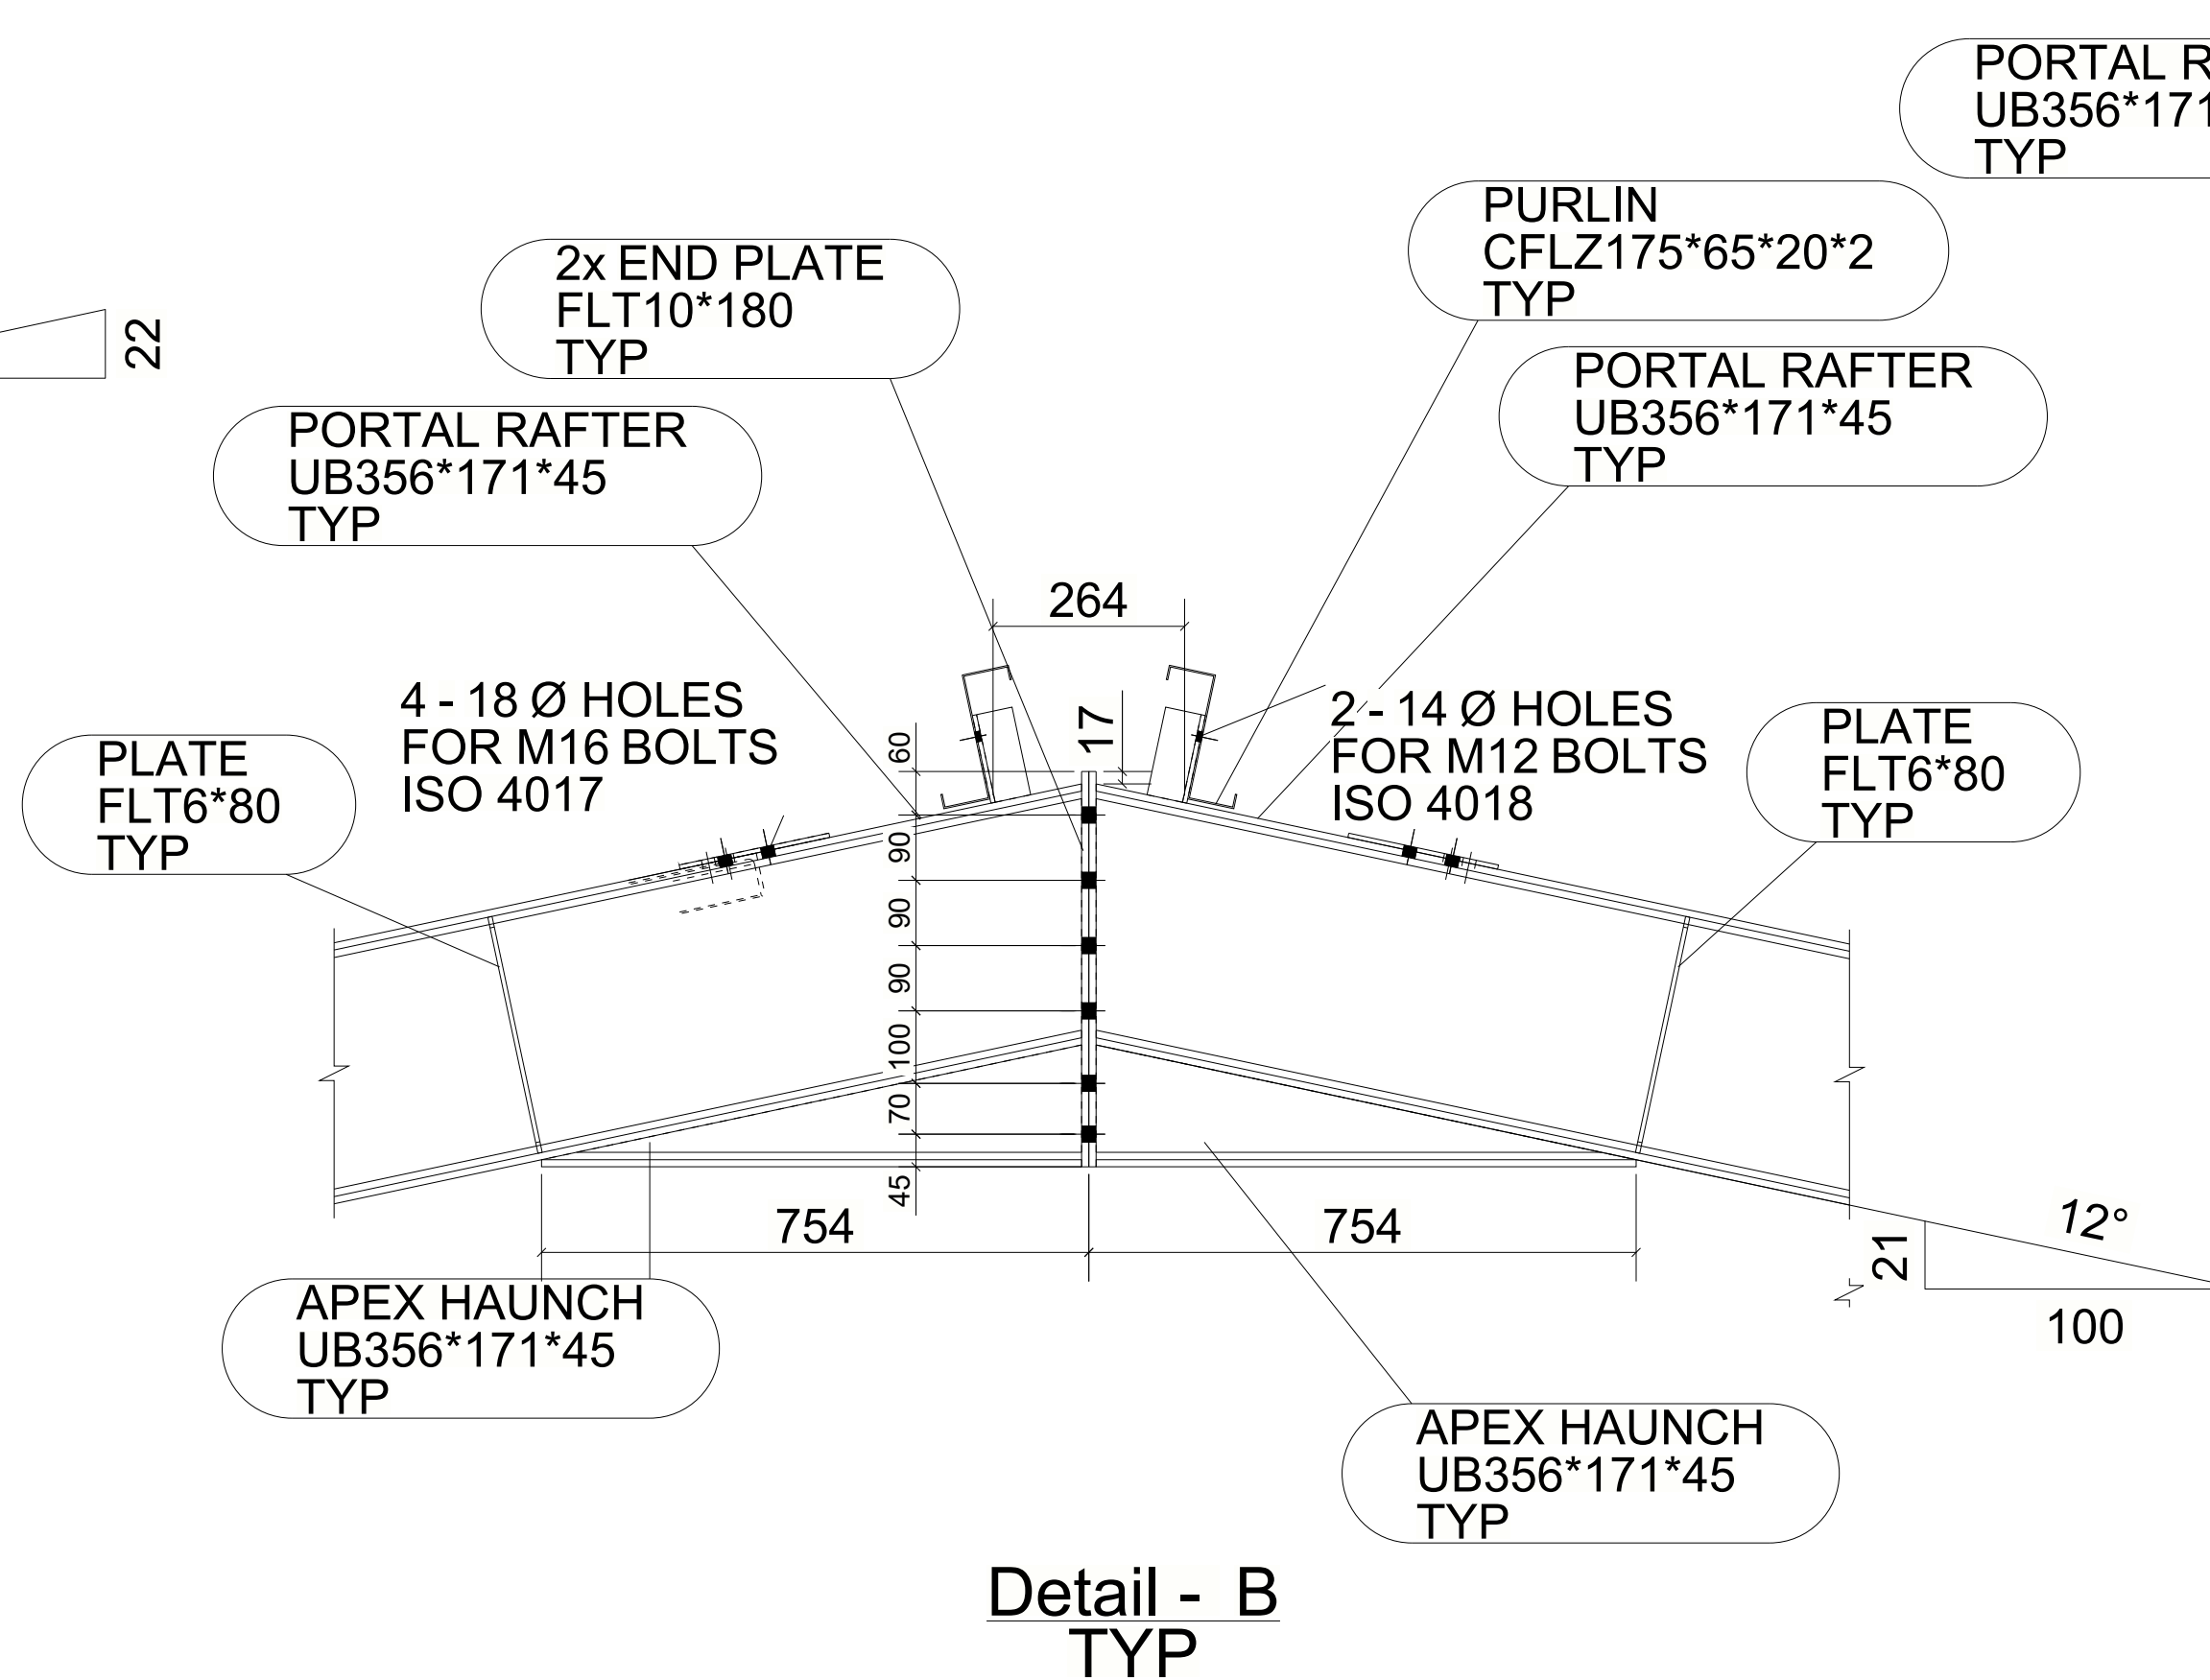 PORTAL R
UB356*171
TYP
PURLIN
CFLZ175*65*20*2
TYP
2x END PLATE
FLT10*180
TYP
22
PORTAL RAFTER
UB356*171*45
TYP
PORTAL RAFTER
UB356*171*45
TYP
264
4 - 18 Ø HOLES
FOR M16 BOLTS
ISO 4017
17
2 - 14 Ø HOLES
FOR M12 BOLTS
ISO 4018
PLATE
FLT6*80
TYP
PLATE
FLT6*80
TYP
60
90
90
90
100
70
45
754
754
12°
21
100
APEX HAUNCH
UB356*171*45
TYP
APEX HAUNCH
UB356*171*45
TYP
Detail - B
TYP